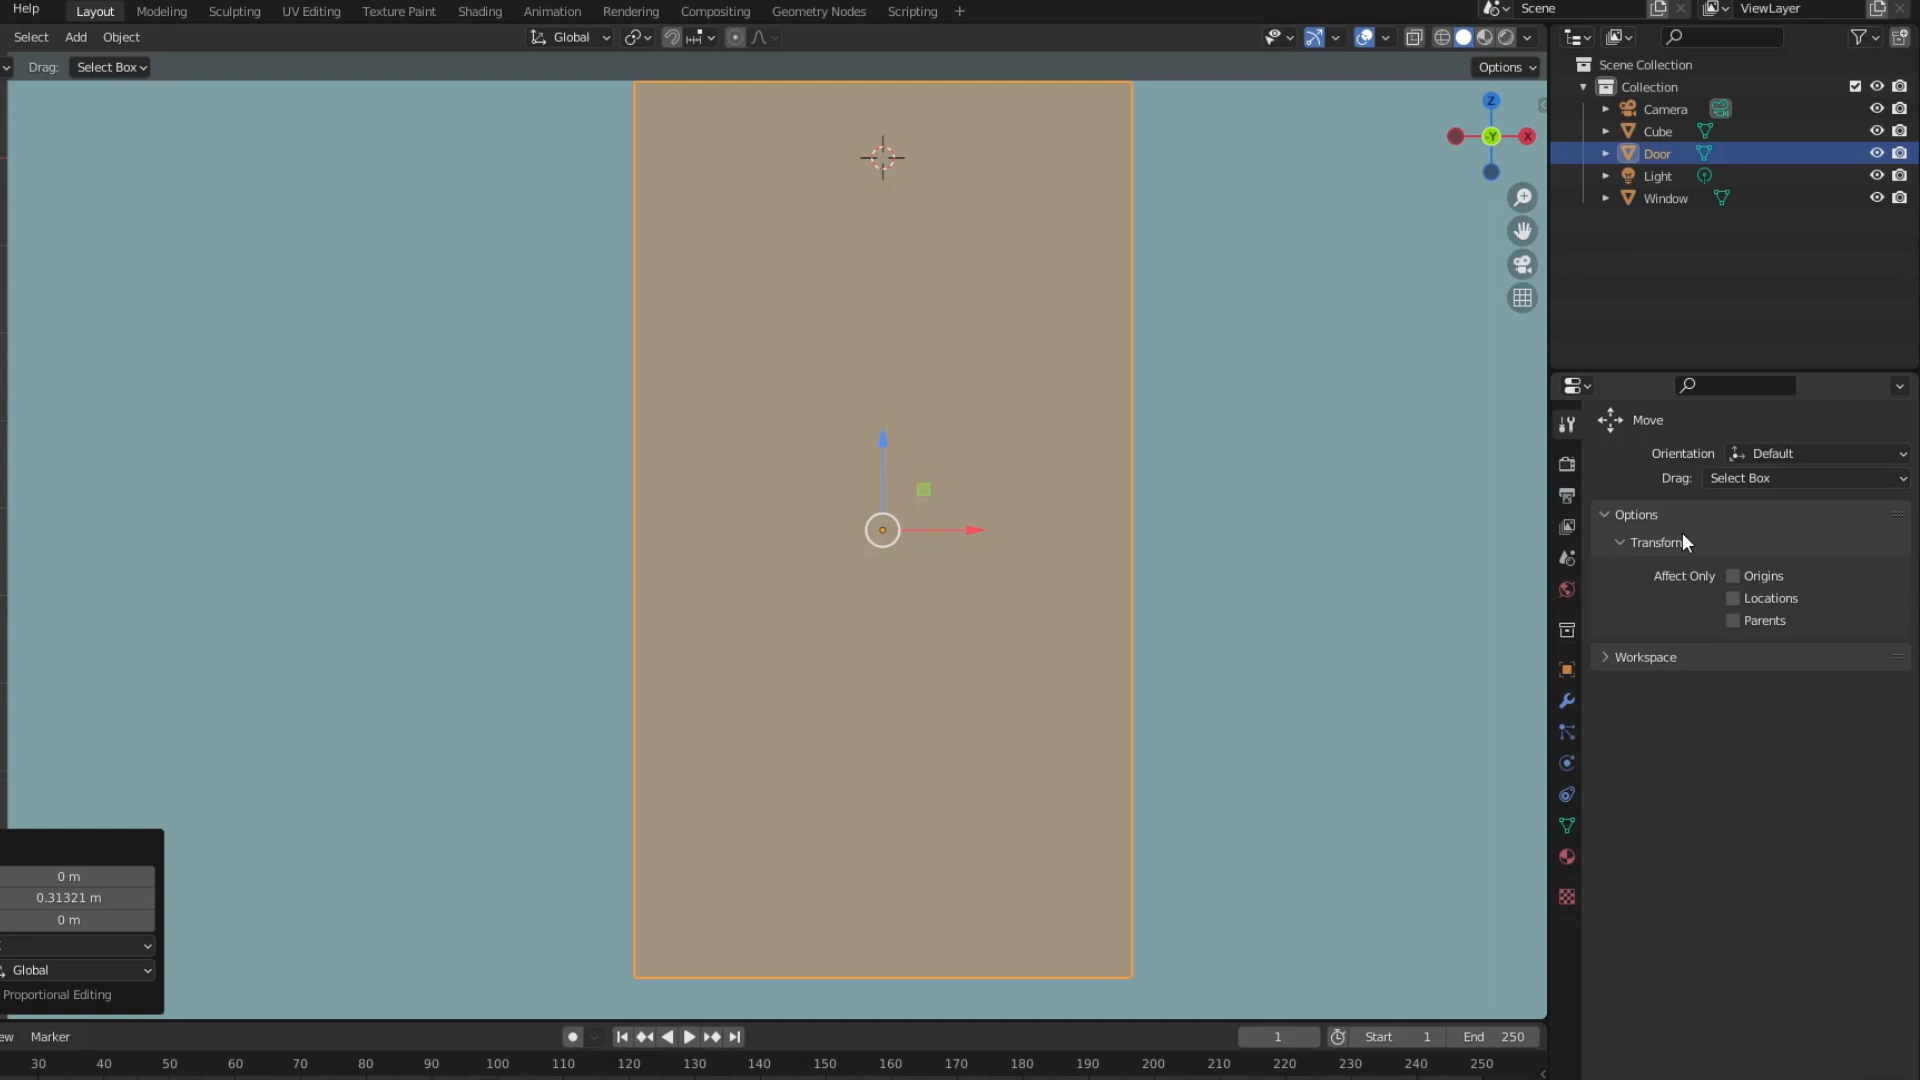 Help Layout Modeling Sculpting UV Editing Texture Paint Shading Animation Rendering Compositing Geometry Nodes Scripting + Scene ViewLayer
Select Add Object Global
Drag: Select Box Options
Scene Collection
Collection
Camera
Cube
Door
Light
Window
Z
-Y X
Move
Orientation Default
Drag: Select Box
Options
Transform
Affect Only Origins
Locations
Parents
Workspace
0 m
0.31321 m
0 m
Global
Proportional Editing
ew Marker 1 Start 1 End 250
30 40 50 60 70 80 90 100 110 120 130 140 150 160 170 180 190 200 210 220 230 240 250